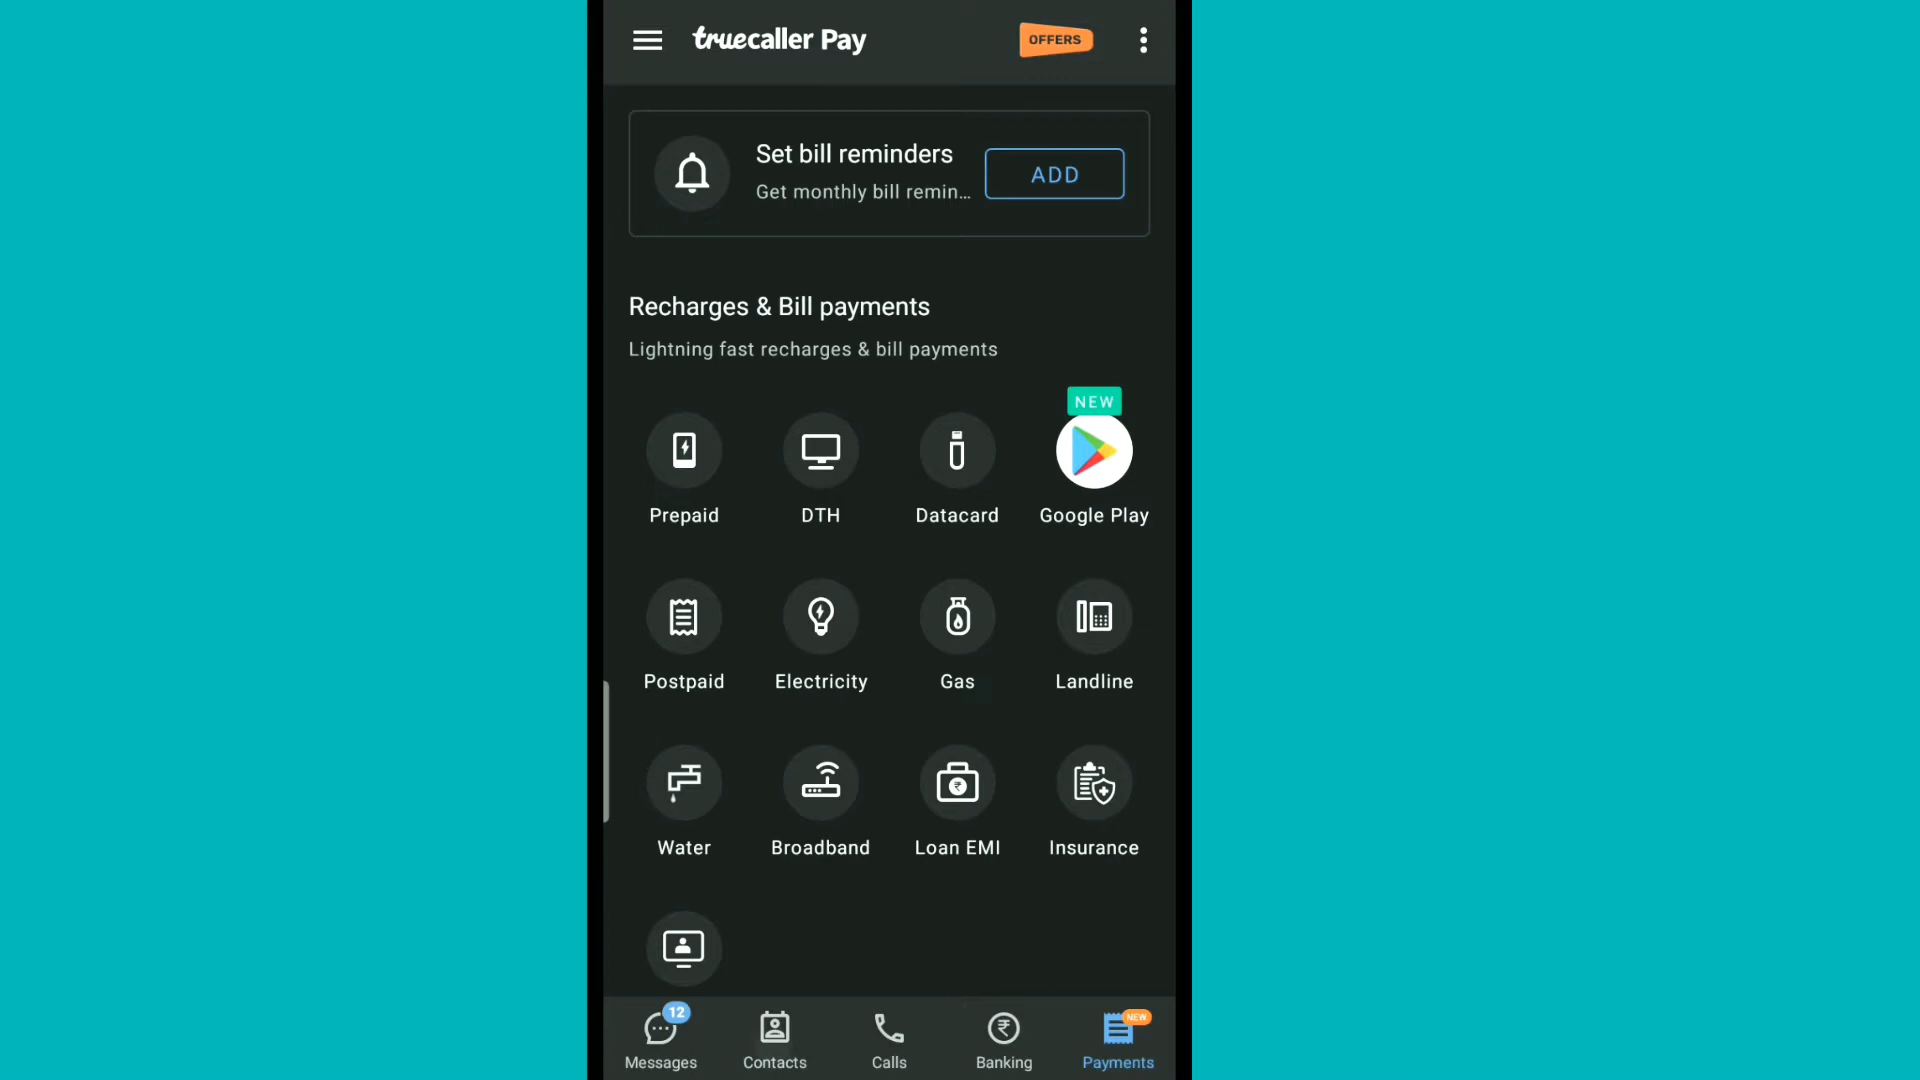 truecaller Pay
OFFERS
Set bill reminders
Get monthly bill remin...
ADD
Recharges & Bill payments
Lightning fast recharges & bill payments
NEW
Prepaid
DTH
Datacard
Google Play
Postpaid
Electricity
Gas
Landline
Water
Broadband
Loan EMI
Insurance
12
NEW
Messages
Contacts
Calls
Banking
Payments